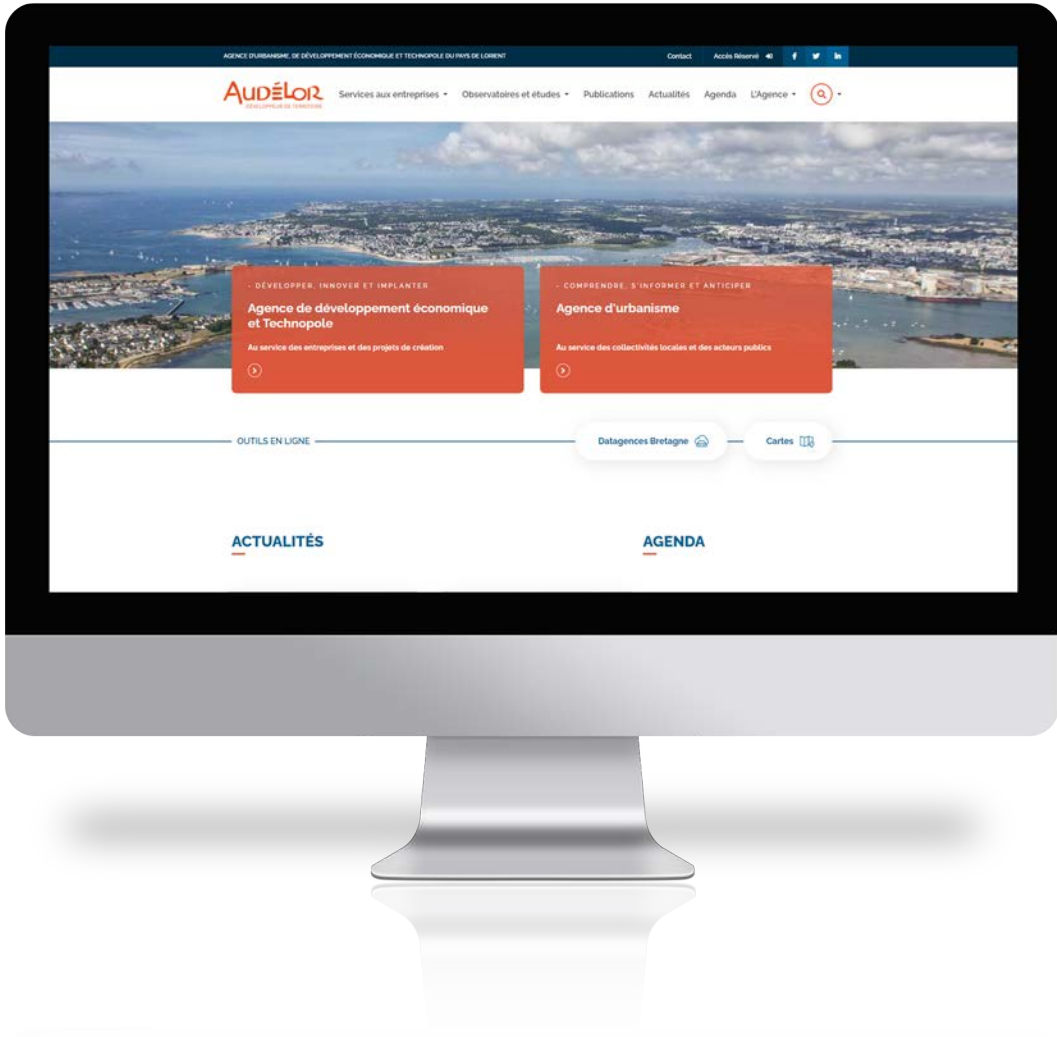 AGENCE D'URBANISME, DE DÉVELOPPEMENT ÉCONOMIQUE ET TECHNOPOLE DU PAYS DE LORIENT
Contact Accès Réservé
AUDÉLOR
DÉVELOPPEUR DE TERRITOIRE
Services aux entreprises Observatoires et études Publications Actualités Agenda L'Agence
- DÉVELOPPER, INNOVER ET IMPLANTER
Agence de développement économique
et Technopole
Au service des entreprises et des projets de création
- COMPRENDRE, S'INFORMER ET ANTICIPER
Agence d'urbanisme
Au service des collectivités locales et des acteurs publics
OUTILS EN LIGNE
Datagences Bretagne
Cartes
ACTUALITÉS
AGENDA